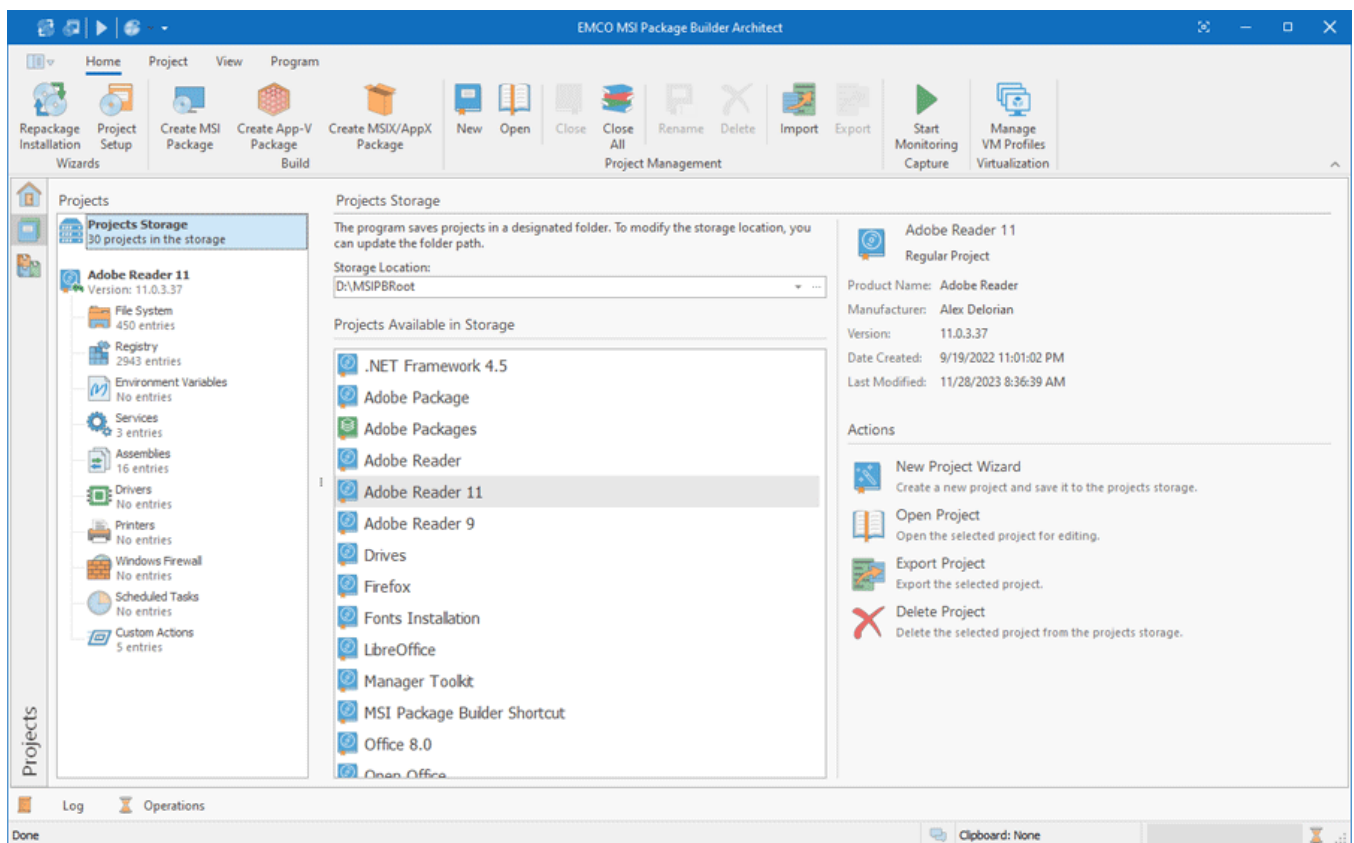 EMCO MSI Package Builder Architect
Home Project View Program
Repackage Installation
Project Setup
Create MSI Package
Create App-V Package
Create MSIX/AppX Package
New
Open
Close
Close All
Rename
Delete
Import
Export
Start Monitoring
Manage VM Profiles
Wizards
Build
Project Management
Capture
Virtualization
Projects
Projects
Projects Storage
30 projects in the storage
Adobe Reader 11
Version: 11.0.3.37
File System
450 entries
Registry
2943 entries
Environment Variables
No entries
Services
3 entries
Assemblies
16 entries
Drivers
No entries
Printers
No entries
Windows Firewall
No entries
Scheduled Tasks
No entries
Custom Actions
5 entries
Projects Storage
The program saves projects in a designated folder. To modify the storage location, you
can update the folder path.
Storage Location:
D:\MSIPBRoot
Projects Available in Storage
.NET Framework 4.5
Adobe Package
Adobe Packages
Adobe Reader
Adobe Reader 11
Adobe Reader 9
Drives
Firefox
Fonts Installation
LibreOffice
Manager Toolkit
MSI Package Builder Shortcut
Office 8.0
Open Office
Adobe Reader 11
Regular Project
Product Name: Adobe Reader
Manufacturer: Alex Delorian
Version: 11.0.3.37
Date Created: 9/19/2022 11:01:02 PM
Last Modified: 11/28/2023 8:36:39 AM
Actions
New Project Wizard
Create a new project and save it to the projects storage.
Open Project
Open the selected project for editing.
Export Project
Export the selected project.
Delete Project
Delete the selected project from the projects storage.
Log
Operations
Done
Clipboard: None